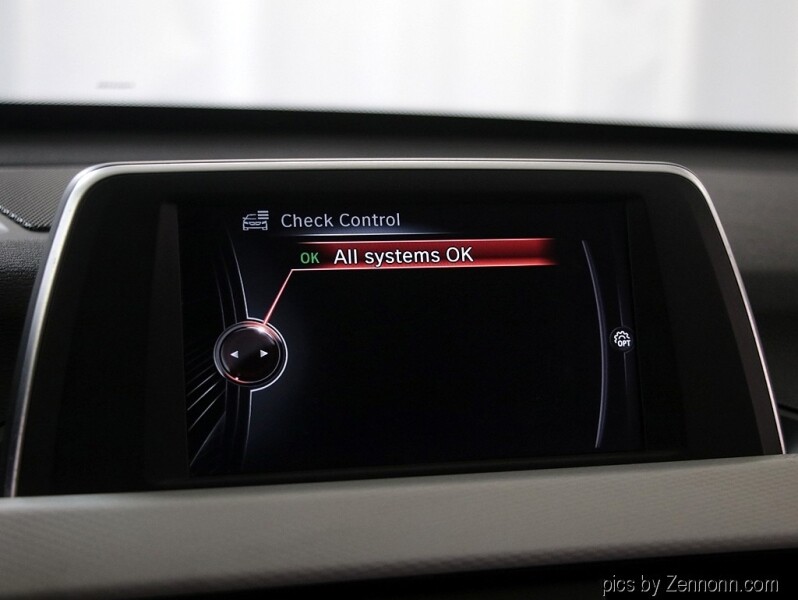 Check Control
OK All systems OK
OPT
pics by Zennonn.com